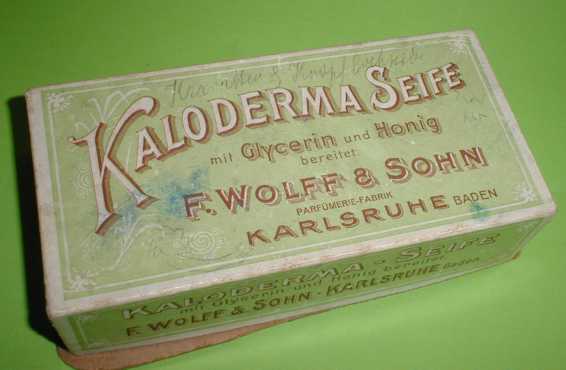 KALODERMA SEIFE
mit Glycerin und Honig
bereitet
F. WOLFF & SOHN
PARFÜMERIE-FABRIK
KARLSRUHE BADEN
KALODERMA - SEIFE
mit Glycerin und Honig bereitet
F. WOLFF & SOHN - KARLSRUHE Baden